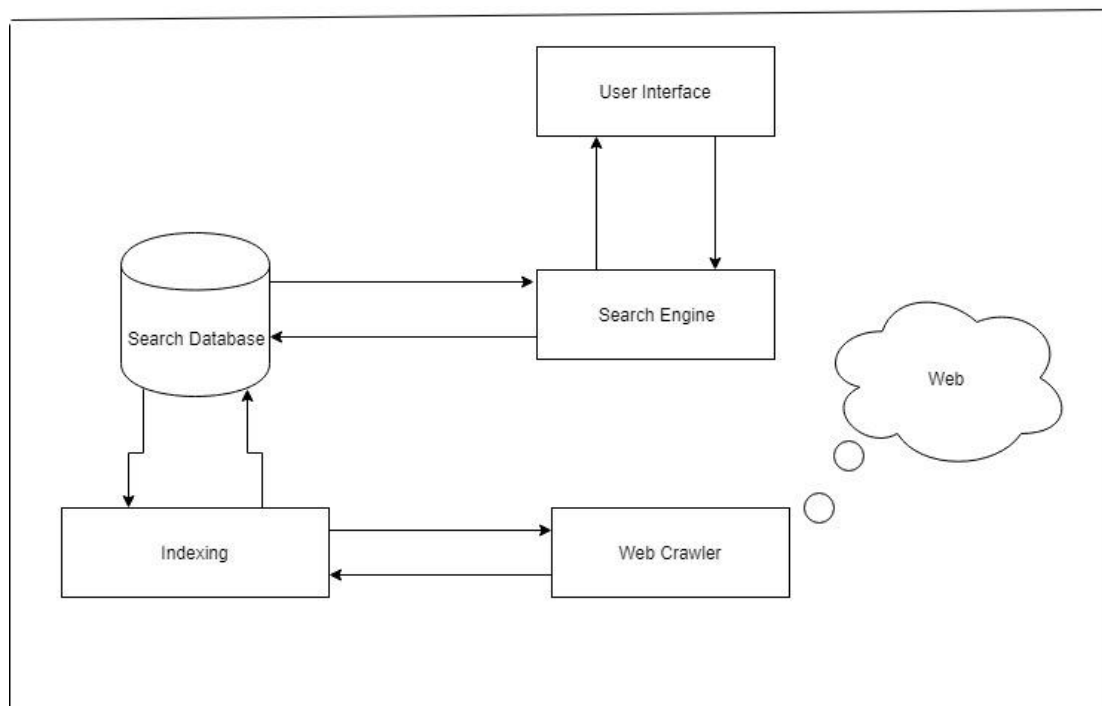 User Interface
Search Database
Search Engine
Web
Indexing
Web Crawler